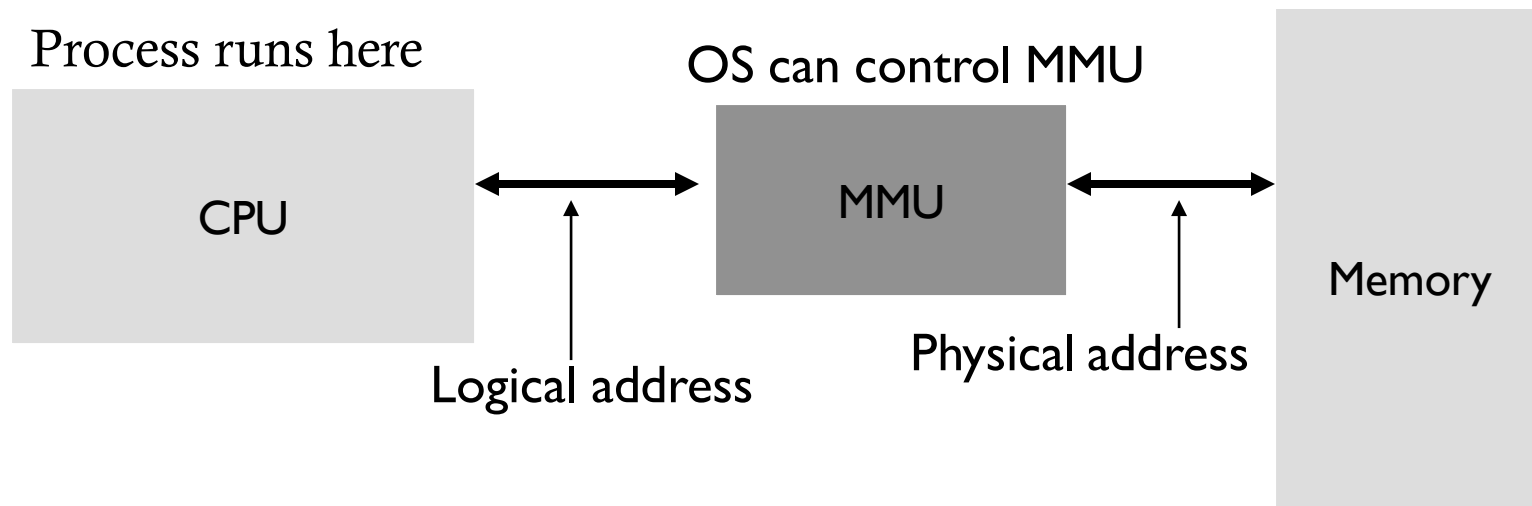 Process runs here
OS can control MMU
CPU
MMU
Memory
Physical address
Logical address